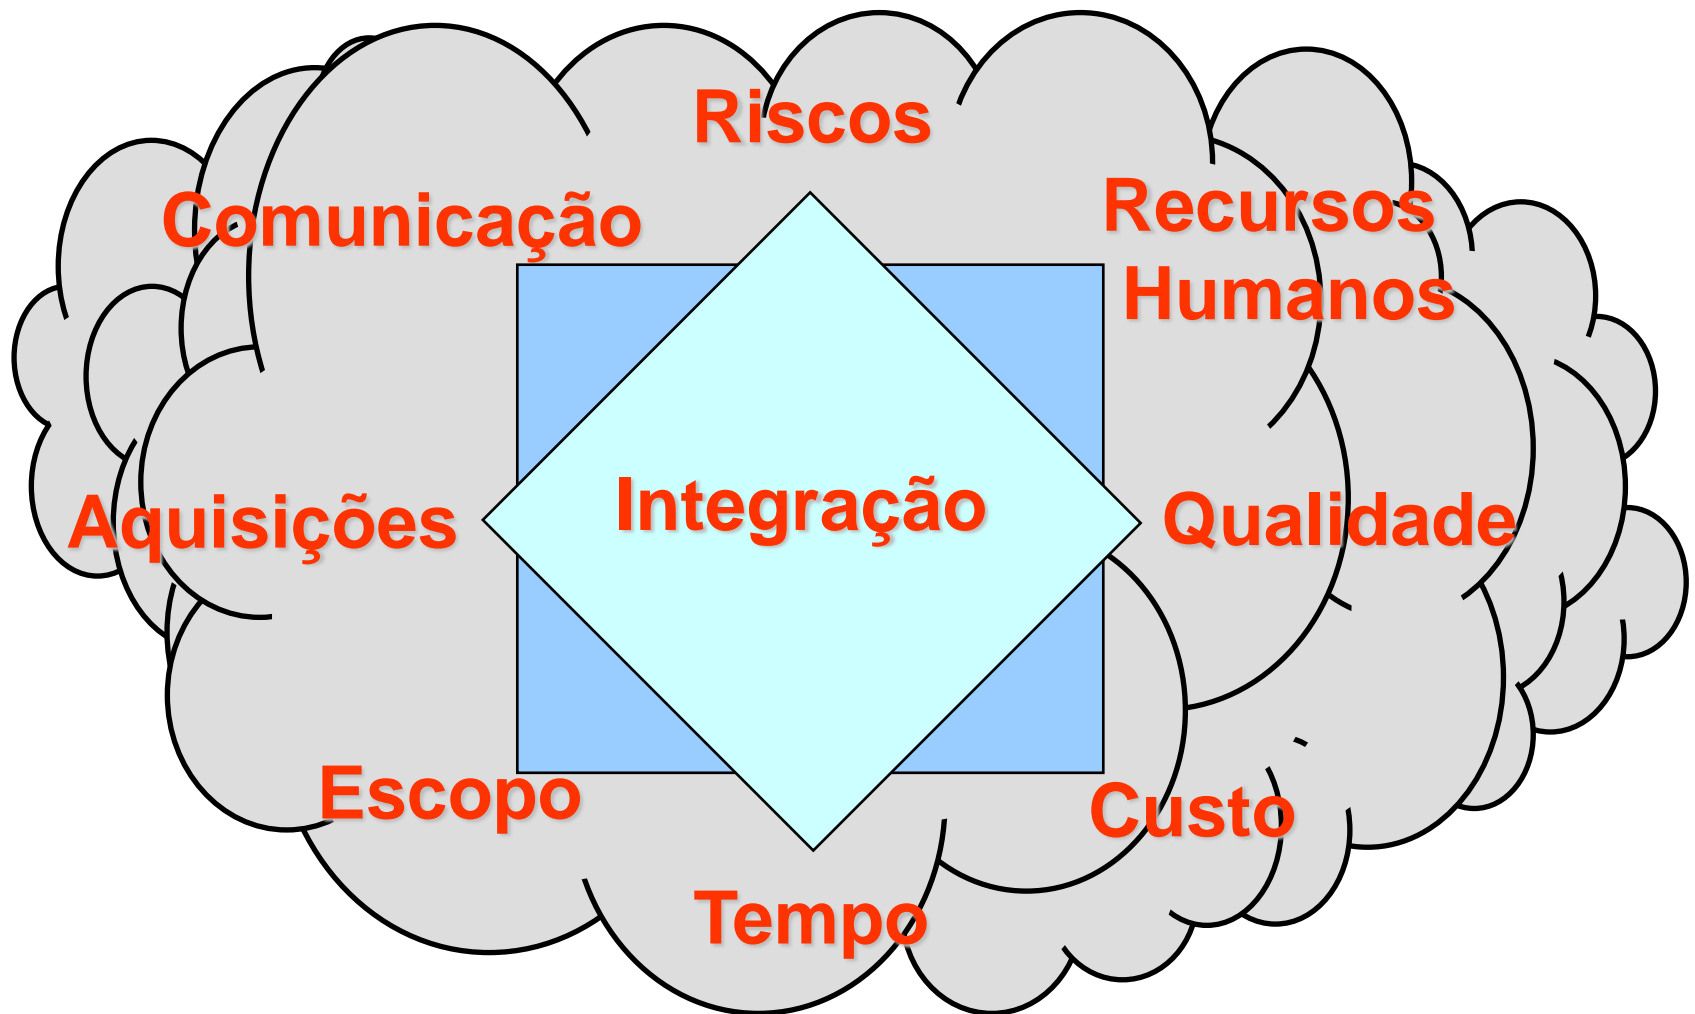 Riscos
Comunicação
Recursos
Humanos
Aquisições
Integração
Qualidade
Escopo
Custo
Tempo